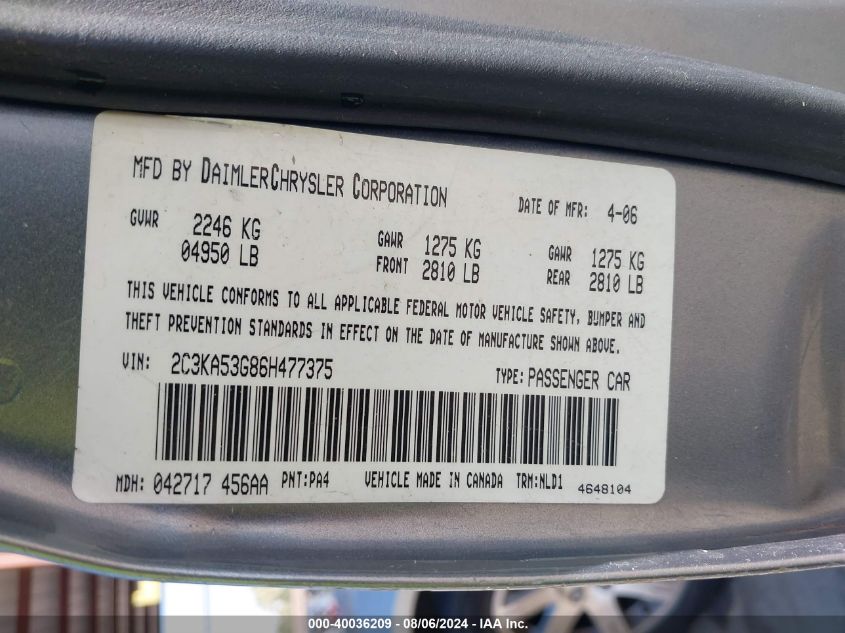 MFD BY DAIMLERCHRYSLER CORPORATION
DATE OF MFR: 4-06
GVWR 2246 KG
04950 LB
GAWR FRONT 1275 KG
2810 LB
GAWR REAR 1275 KG
2810 LB
THIS VEHICLE CONFORMS TO ALL APPLICABLE FEDERAL MOTOR VEHICLE SAFETY, BUMPER AND
THEFT PREVENTION STANDARDS IN EFFECT ON THE DATE OF MANUFACTURE SHOWN ABOVE.
VIN: 2C3KA53G86H477375
TYPE: PASSENGER CAR
MDH: 042717 456AA PNT:PA4 VEHICLE MADE IN CANADA TRM:NLD1 4648104
000-40036209 - 08/06/2024 - IAA Inc.